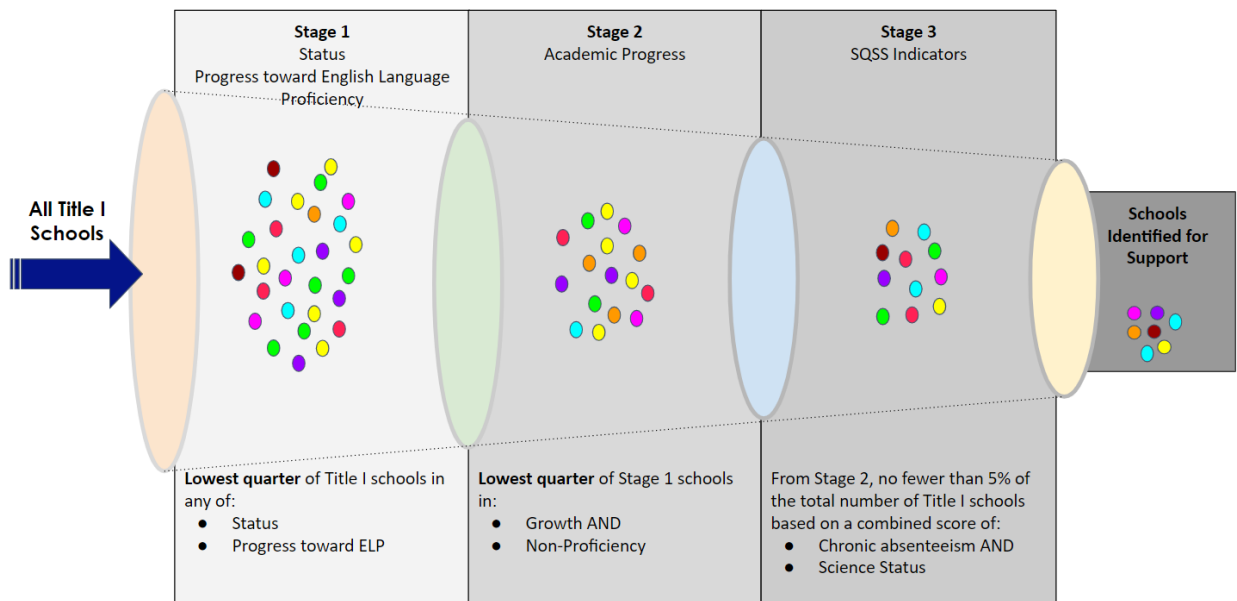 All Title I
Schools
Stage 1
Status
Progress toward English Language
Proficiency
Lowest quarter of Title I schools in
any of:
● Status
● Progress toward ELP
Stage 2
Academic Progress
Lowest quarter of Stage 1 schools
in:
● Growth AND
● Non-Proficiency
Stage 3
SQSS Indicators
From Stage 2, no fewer than 5% of
the total number of Title I schools
based on a combined score of:
● Chronic absenteeism AND
● Science Status
Schools
Identified for
Support